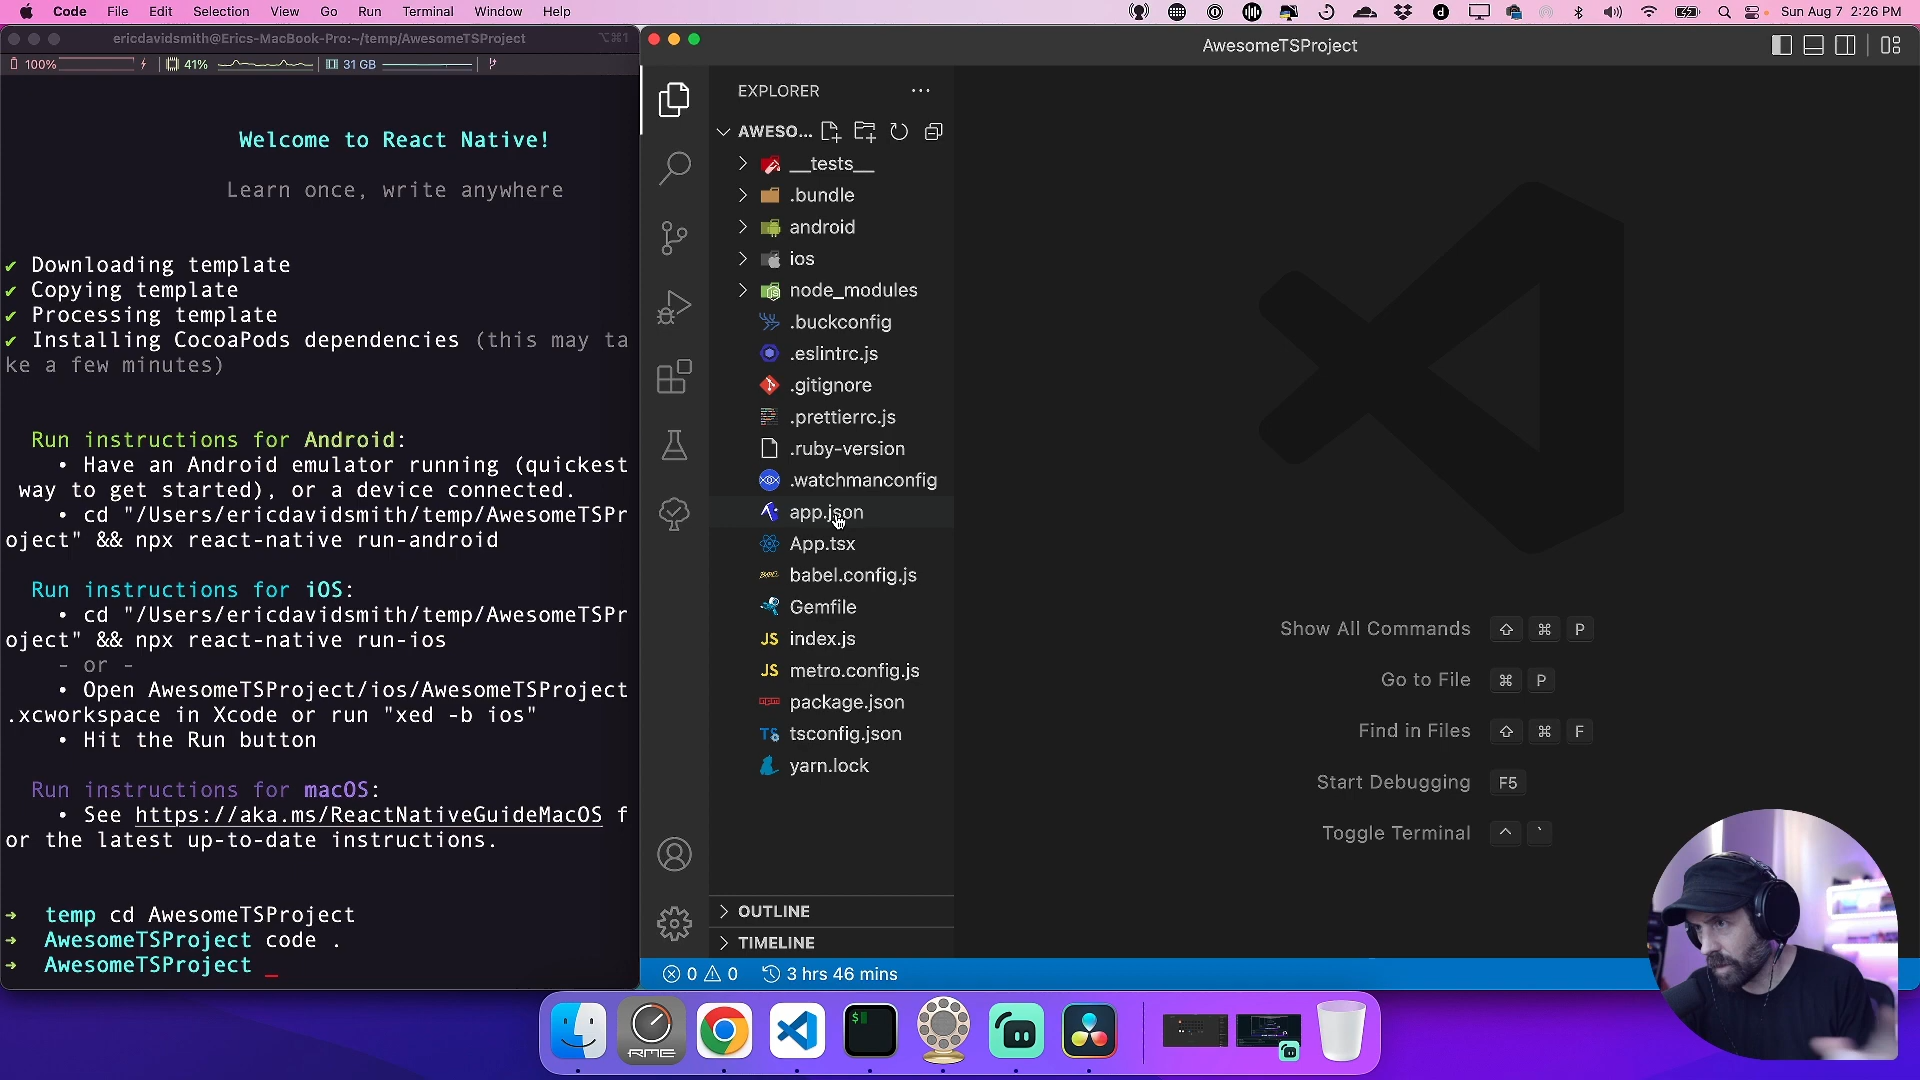 Code File Edit Selection View Go Run Terminal Window Help
Sun Aug 7 2:26 PM
ericdavidsmith@Erics-MacBook-Pro:~/temp/AwesomeTSProject
⌥⌘1
100% 41% 31 GB
Welcome to React Native!
Learn once, write anywhere
✔ Downloading template
✔ Copying template
✔ Processing template
✔ Installing CocoaPods dependencies (this may ta
ke a few minutes)
Run instructions for Android:
• Have an Android emulator running (quickest
way to get started), or a device connected.
• cd "/Users/ericdavidsmith/temp/AwesomeTSPr
oject" && npx react-native run-android
Run instructions for iOS:
• cd "/Users/ericdavidsmith/temp/AwesomeTSPr
oject" && npx react-native run-ios
- or -
• Open AwesomeTSProject/ios/AwesomeTSProject
.xcworkspace in Xcode or run "xed -b ios"
• Hit the Run button
Run instructions for macOS:
• See https://aka.ms/ReactNativeGuideMacOS f
or the latest up-to-date instructions.
➜ temp cd AwesomeTSProject
➜ AwesomeTSProject code .
➜ AwesomeTSProject _
AwesomeTSProject
EXPLORER
AWESO...
__tests__
.bundle
android
ios
node_modules
.buckconfig
.eslintrc.js
.gitignore
.prettierrc.js
.ruby-version
.watchmanconfig
app.json
App.tsx
babel.config.js
Gemfile
JS index.js
JS metro.config.js
package.json
TS tsconfig.json
yarn.lock
OUTLINE
TIMELINE
Show All Commands ⇧ ⌘ P
Go to File ⌘ P
Find in Files ⇧ ⌘ F
Start Debugging F5
Toggle Terminal ^ `
0 0 3 hrs 46 mins
RME
$